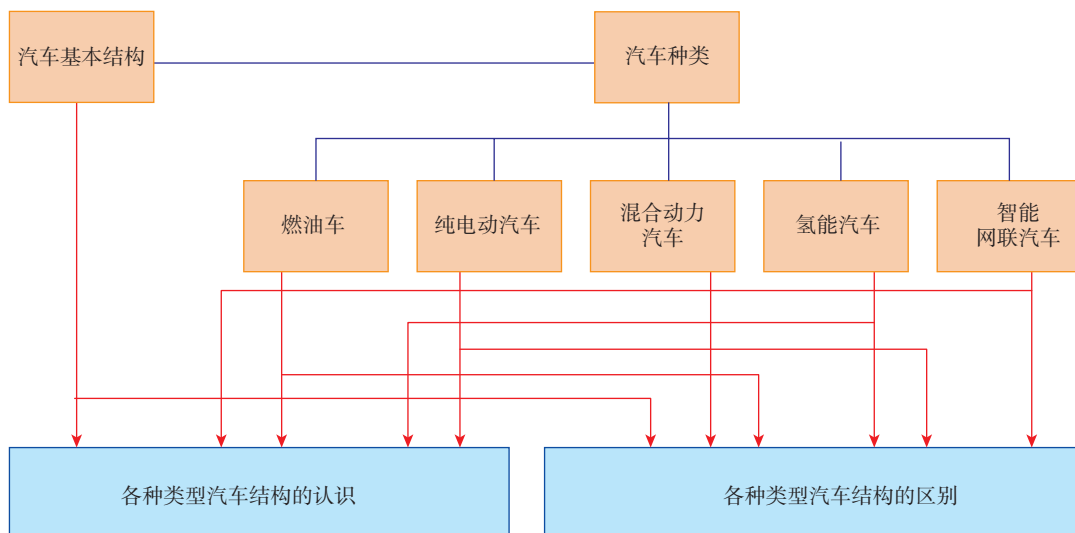 汽车基本结构
汽车种类
燃油车
纯电动汽车
混合动力
汽车
氢能汽车
智能
网联汽车
各种类型汽车结构的认识
各种类型汽车结构的区别